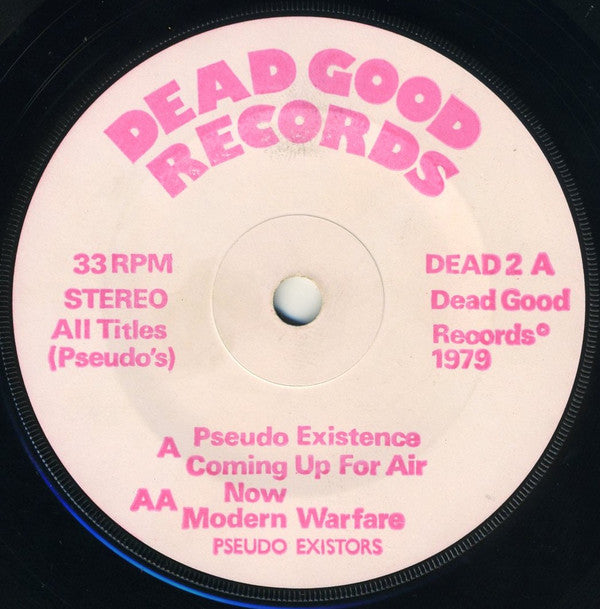 DEAD GOOD
RECORDS
33 RPM
STEREO
All Titles
(Pseudo's)
DEAD 2 A
Dead Good
Records©
1979
A Pseudo Existence
Coming Up For Air
AA Now
Modern Warfare
PSEUDO EXISTORS